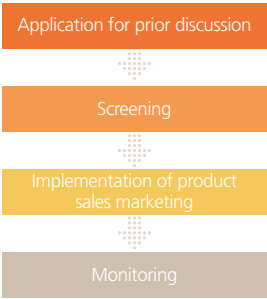 Application for prior discussion
Screening
Implementation of product
sales marketing
Monitoring